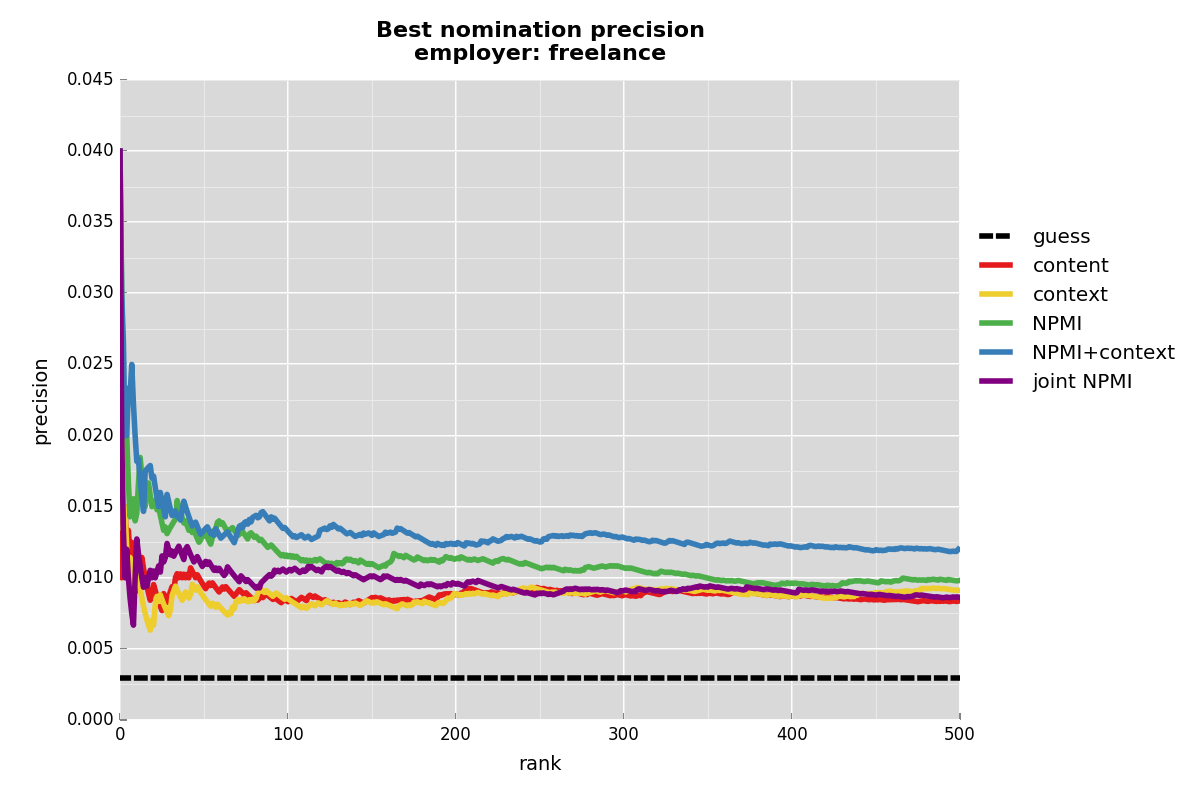 Best nomination precision
employer: freelance
precision
0.045
0.040
0.035
0.030
0.025
0.020
0.015
0.010
0.005
0.000
0
100
200
300
400
500
rank
guess
content
context
NPMI
NPMI+context
joint NPMI